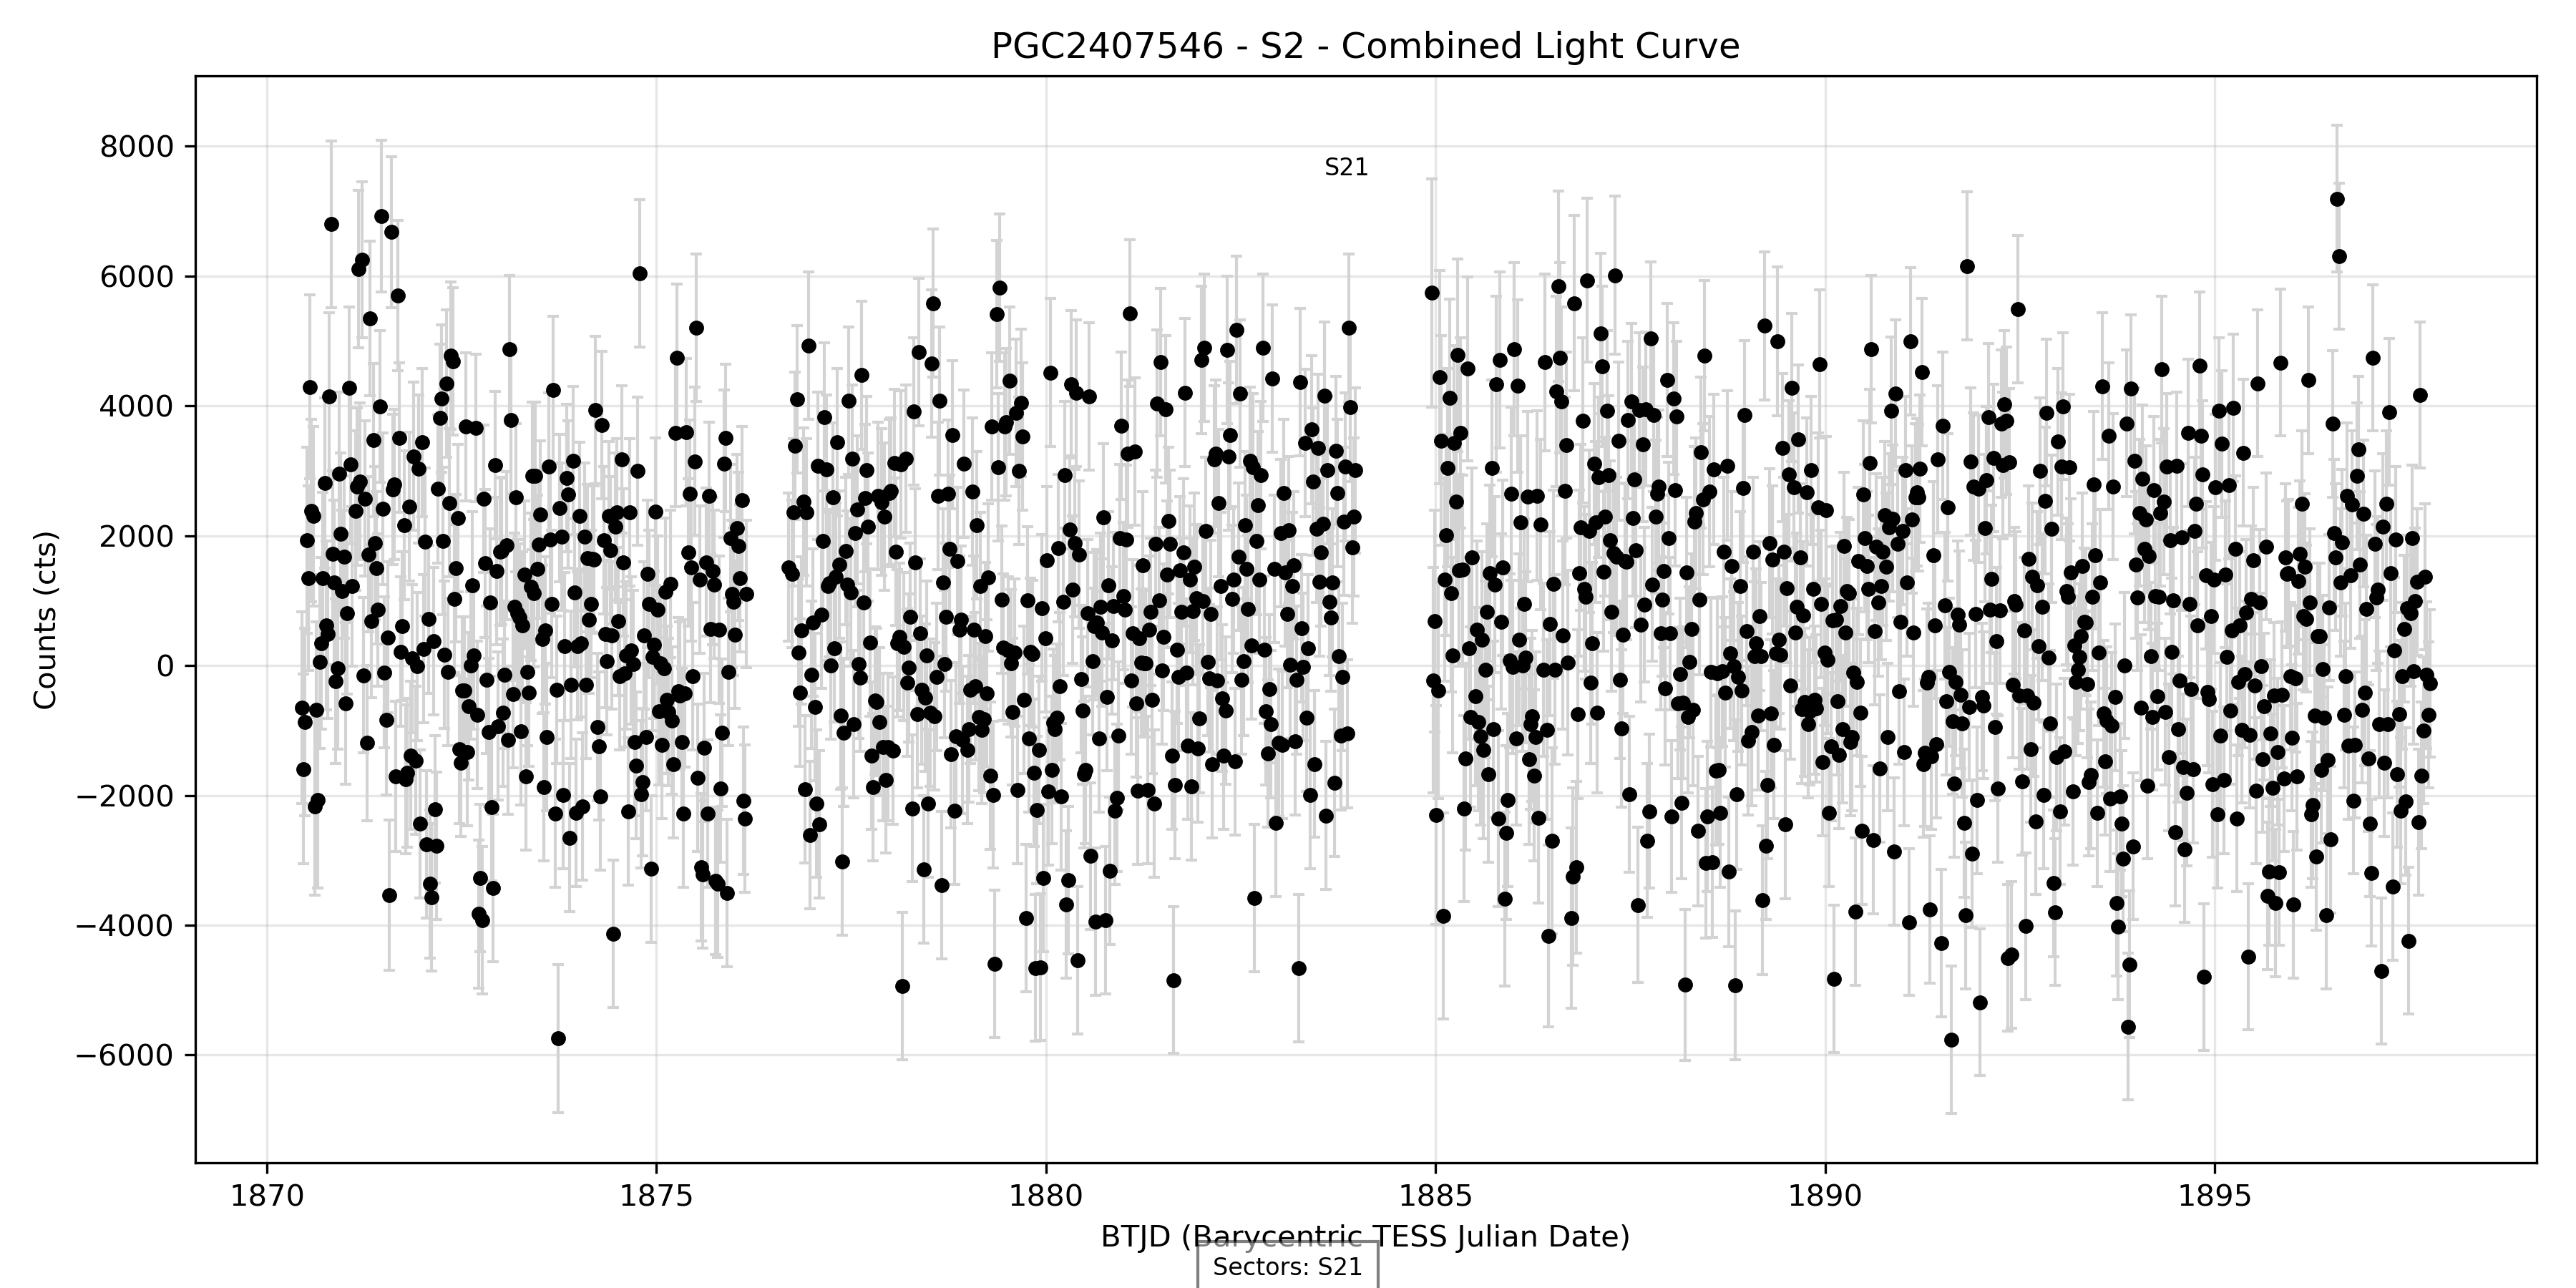 PGC2407546 - S2 - Combined Light Curve
S21
8000
6000
4000
2000
0
−2000
−4000
−6000
Counts (cts)
1870 1875 1880 1885 1890 1895
BTJD (Barycentric TESS Julian Date)
Sectors: S21